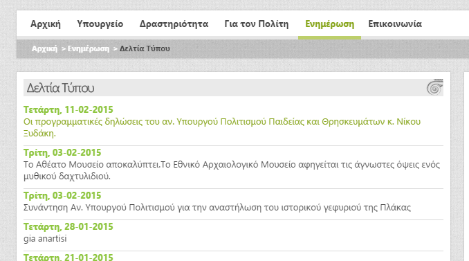 Αρχική Υπουργείο Δραστηριότητα Για τον Πολίτη Ενημέρωση Επικοινωνία
Αρχική > Ενημέρωση > Δελτία Τύπου
Δελτία Τύπου
Τετάρτη, 11-02-2015
Οι προγραμματικές δηλώσεις του αν. Υπουργού Πολιτισμού Παιδείας και Θρησκευμάτων κ. Νίκου
Ξυδάκη.
Τρίτη, 03-02-2015
Το Αθέατο Μουσείο αποκαλύπτει.Το Εθνικό Αρχαιολογικό Μουσείο αφηγείται τις άγνωστες όψεις ενός
μυθικού δαχτυλιδιού.
Τρίτη, 03-02-2015
Συνάντηση Αν. Υπουργού Πολιτισμού για την αναστήλωση του ιστορικού γεφυριού της Πλάκας
Τετάρτη, 28-01-2015
gia anartisi
Τετάρτη, 21-01-2015